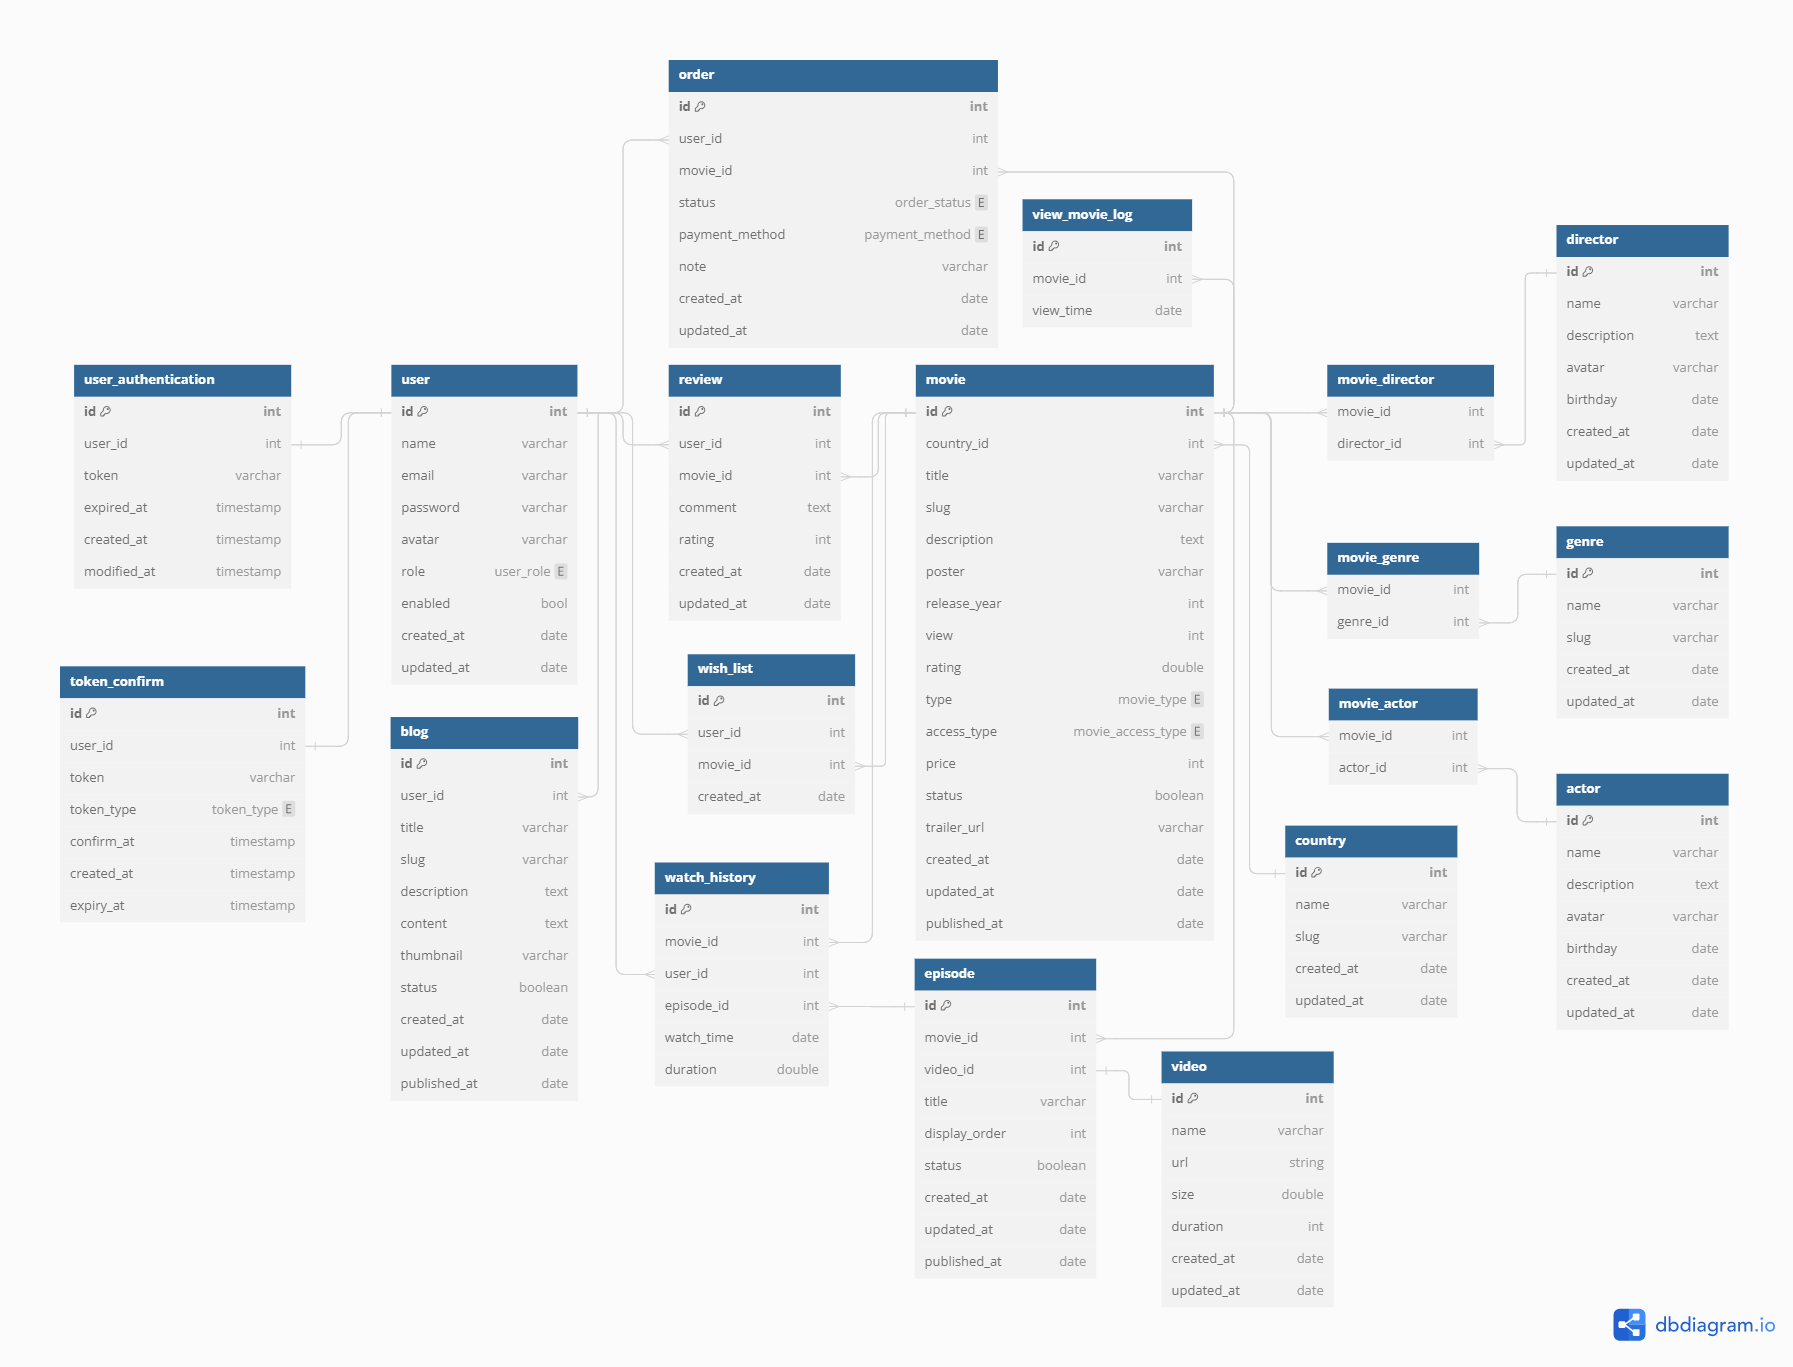 order
id int
user_id int
movie_id int
status order_status E
payment_method payment_method E
note varchar
created_at date
updated_at date
view_movie_log
id int
movie_id int
view_time date
director
id int
name varchar
description text
avatar varchar
birthday date
created_at date
updated_at date
user_authentication
id int
user_id int
token varchar
expired_at timestamp
created_at timestamp
modified_at timestamp
user
id int
name varchar
email varchar
password varchar
avatar varchar
role user_role E
enabled bool
created_at date
updated_at date
review
id int
user_id int
movie_id int
comment text
rating int
created_at date
updated_at date
movie
id int
country_id int
title varchar
slug varchar
description text
poster varchar
release_year int
view int
rating double
type movie_type E
access_type movie_access_type E
price int
status boolean
trailer_url varchar
created_at date
updated_at date
published_at date
movie_director
movie_id int
director_id int
movie_genre
movie_id int
genre_id int
genre
id int
name varchar
slug varchar
created_at date
updated_at date
token_confirm
id int
user_id int
token varchar
token_type token_type E
confirm_at timestamp
created_at timestamp
expiry_at timestamp
blog
id int
user_id int
title varchar
slug varchar
description text
content text
thumbnail varchar
status boolean
created_at date
updated_at date
published_at date
wish_list
id int
user_id int
movie_id int
created_at date
movie_actor
movie_id int
actor_id int
actor
id int
name varchar
description text
avatar varchar
birthday date
created_at date
updated_at date
watch_history
id int
movie_id int
user_id int
episode_id int
watch_time date
duration double
country
id int
name varchar
slug varchar
created_at date
updated_at date
episode
id int
movie_id int
video_id int
title varchar
display_order int
status boolean
created_at date
updated_at date
published_at date
video
id int
name varchar
url string
size double
duration int
created_at date
updated_at date
dbdiagram.io